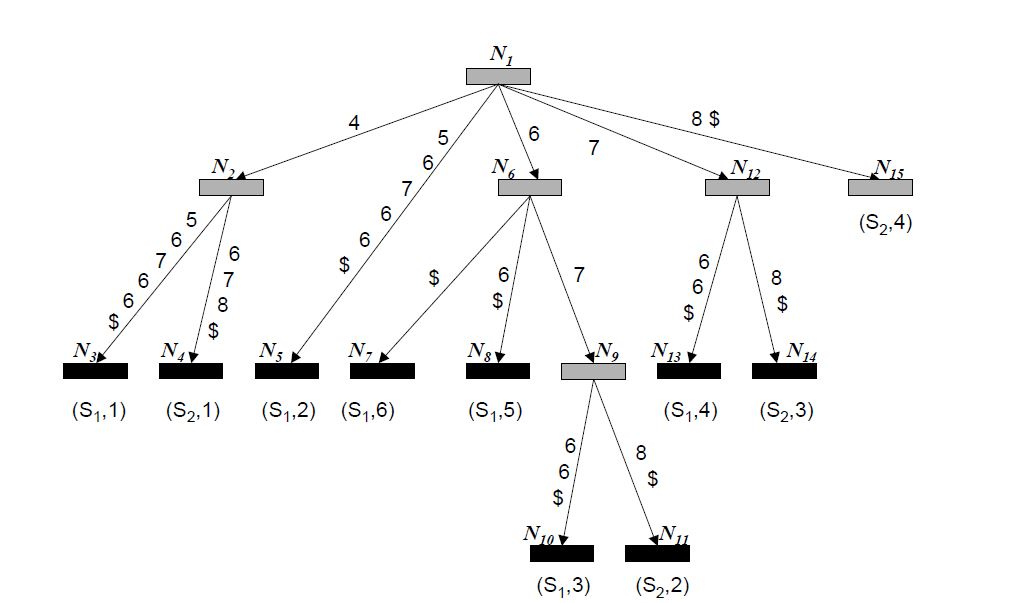 N1
4
5
6
7
6
6
$
6
7
8 $
N2
N6
N12
N15
(S2,4)
5
6
7
6
6
$
6
7
8
$
$
6
$
7
6
6
$
8
$
N3
N4
N5
N7
N8
N9
N13
N14
(S1,1)
(S2,1)
(S1,2)
(S1,6)
(S1,5)
(S1,4)
(S2,3)
6
6
$
8
$
N10
N11
(S1,3)
(S2,2)